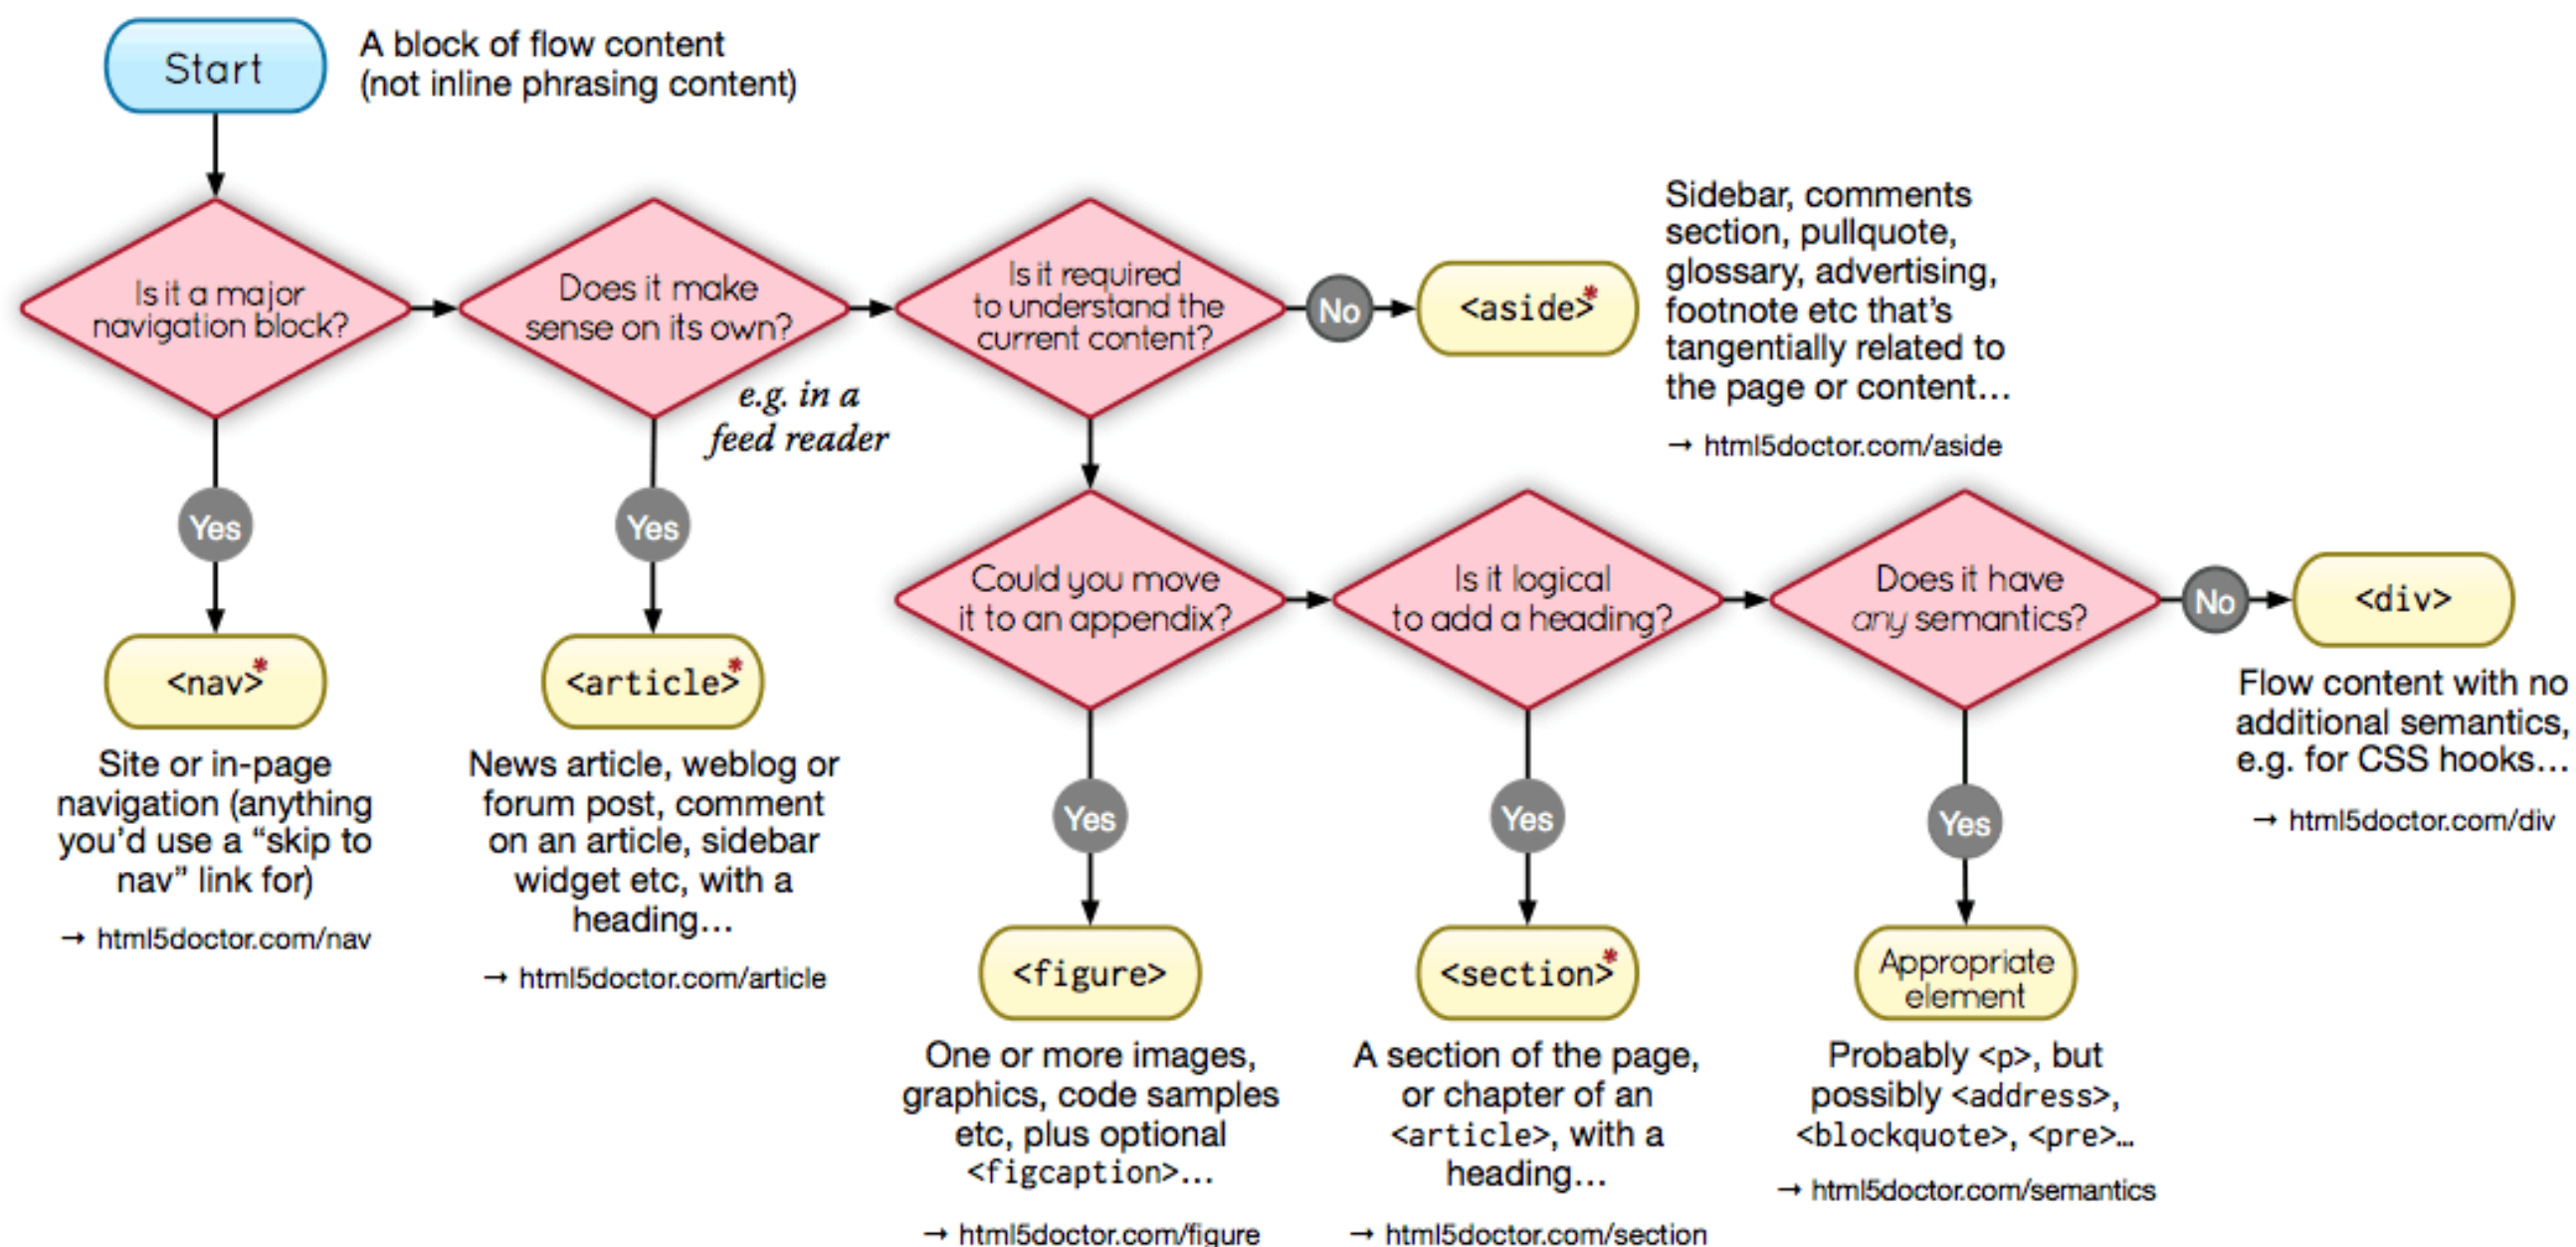 Start
A block of flow content
(not inline phrasing content)
Is it a major
navigation block?
Does it make
sense on its own?
e.g. in a
feed reader
Is it required
to understand the
current content?
No
<aside>*
Sidebar, comments
section, pullquote,
glossary, advertising,
footnote etc that’s
tangentially related to
the page or content…
→ html5doctor.com/aside
Yes
<nav>*
Site or in-page
navigation (anything
you’d use a “skip to
nav” link for)
→ html5doctor.com/nav
Yes
<article>*
News article, weblog or
forum post, comment
on an article, sidebar
widget etc, with a
heading…
→ html5doctor.com/article
Could you move
it to an appendix?
Is it logical
to add a heading?
Does it have
any semantics?
No
<div>
Flow content with no
additional semantics,
e.g. for CSS hooks…
→ html5doctor.com/div
Yes
<figure>
One or more images,
graphics, code samples
etc, plus optional
<figcaption>…
→ html5doctor.com/figure
Yes
<section>*
A section of the page,
or chapter of an
<article>, with a
heading…
→ html5doctor.com/section
Yes
Appropriate
element
Probably <p>, but
possibly <address>,
<blockquote>, <pre>…
→ html5doctor.com/semantics